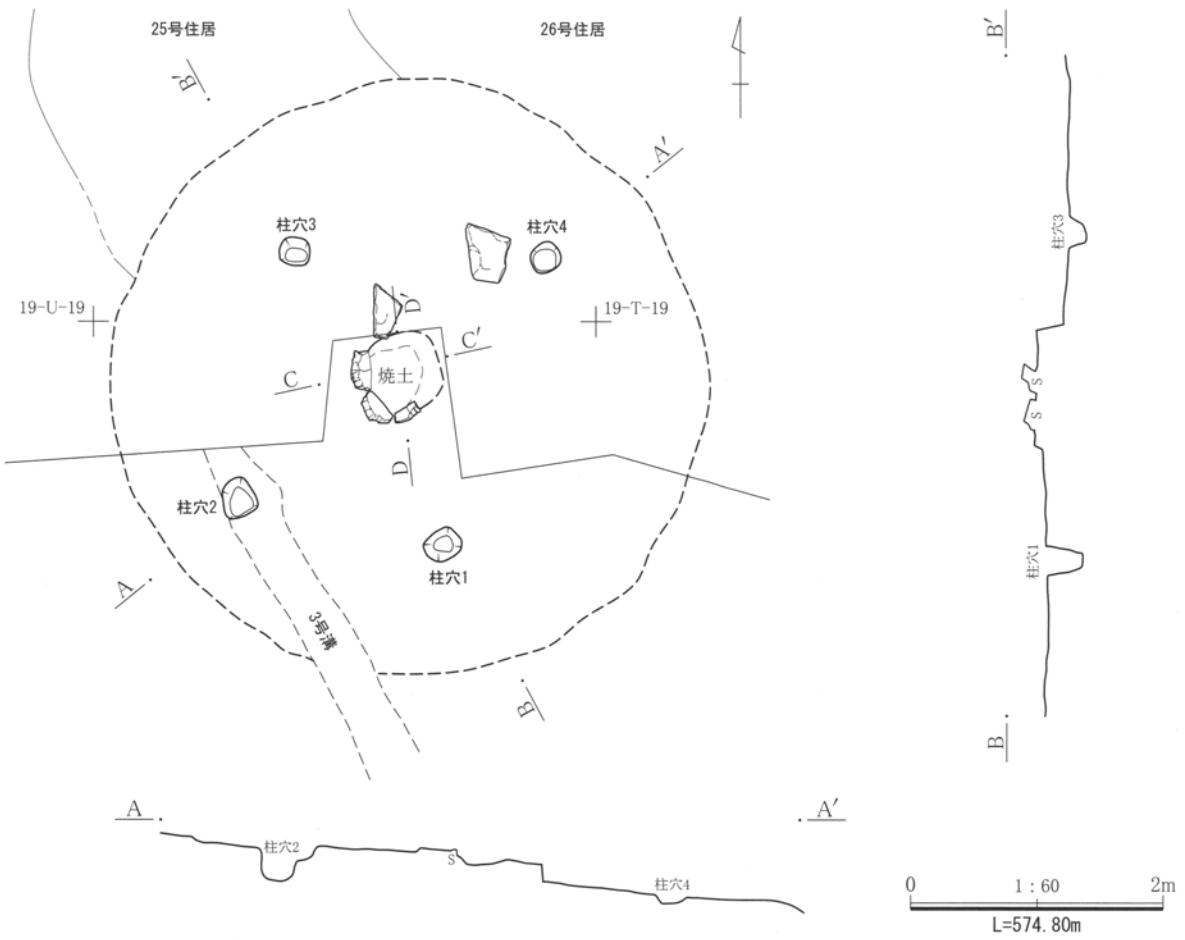 25号住居
26号住居
B′
B′
A′
柱穴3
柱穴4
柱穴3
19-U-19
D′
19-T-19
C′
C
焼土
S
S
D
柱穴2
柱穴1
柱穴1
A
3号溝
B
B
A
A′
柱穴2
S
柱穴4
0
1:60
2m
L=574.80m